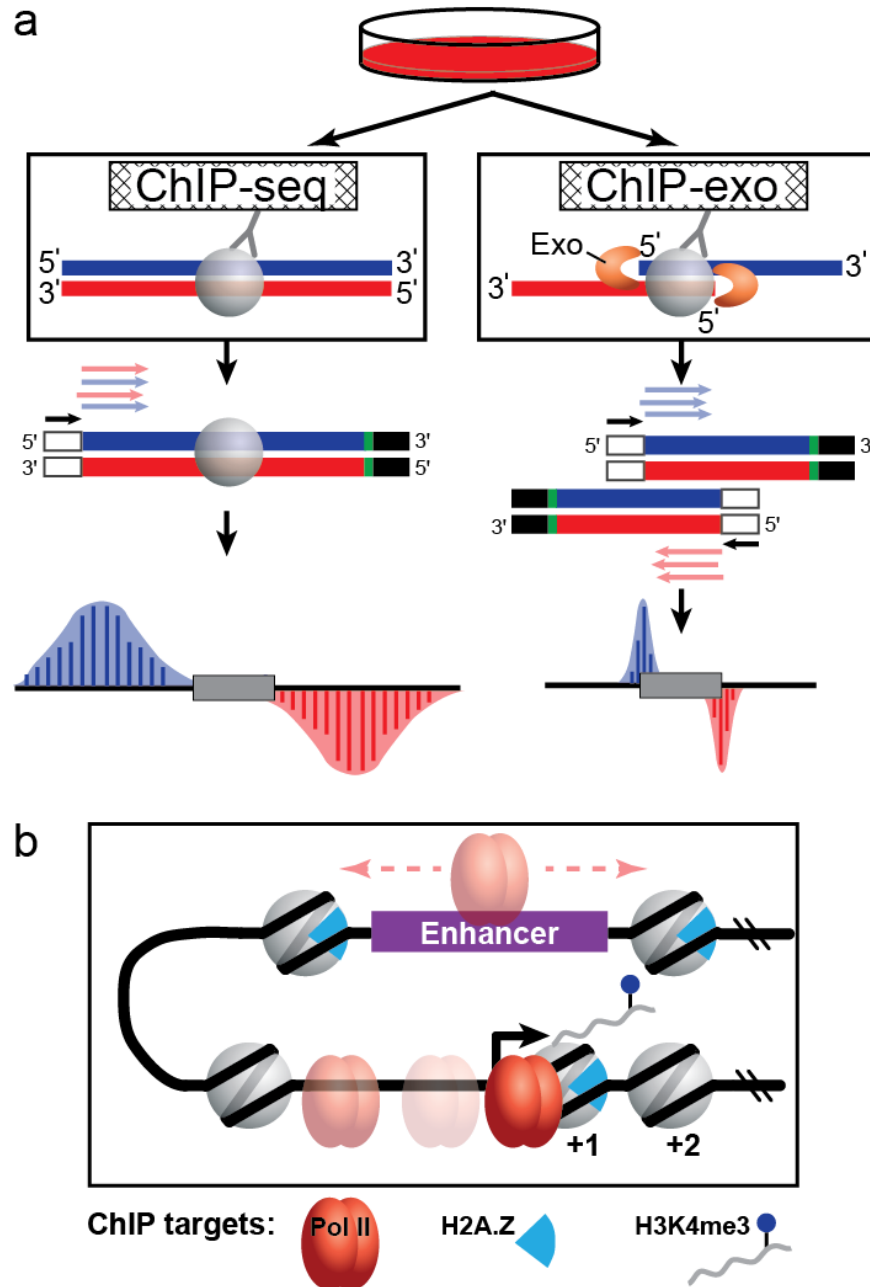 a
ChIP-seq
ChIP-exo
5' 3'
3' 5'
Exo 5' 3'
3' 5'
5' 3'
3' 5'
5' 3'
3' 5'
b
Enhancer
+1 +2
ChIP targets: Pol II H2A.Z H3K4me3